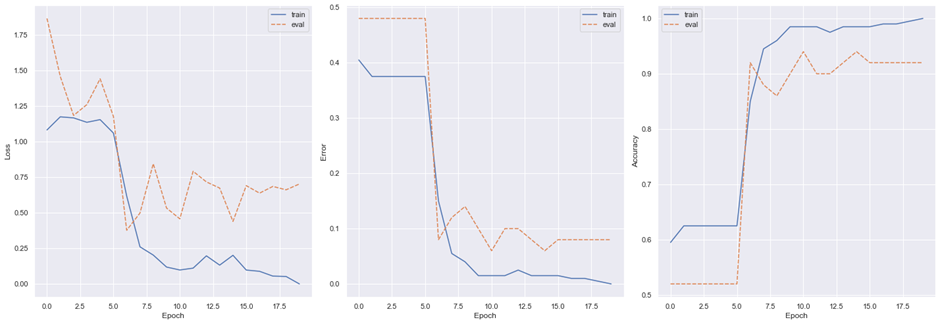 train
eval
1.75
1.50
1.25
1.00
0.75
0.50
0.25
0.00
Loss
0.0 2.5 5.0 7.5 10.0 12.5 15.0 17.5
Epoch
train
eval
0.5
0.4
0.3
0.2
0.1
0.0
Error
0.0 2.5 5.0 7.5 10.0 12.5 15.0 17.5
Epoch
train
eval
1.0
0.9
0.8
0.7
0.6
0.5
Accuracy
0.0 2.5 5.0 7.5 10.0 12.5 15.0 17.5
Epoch